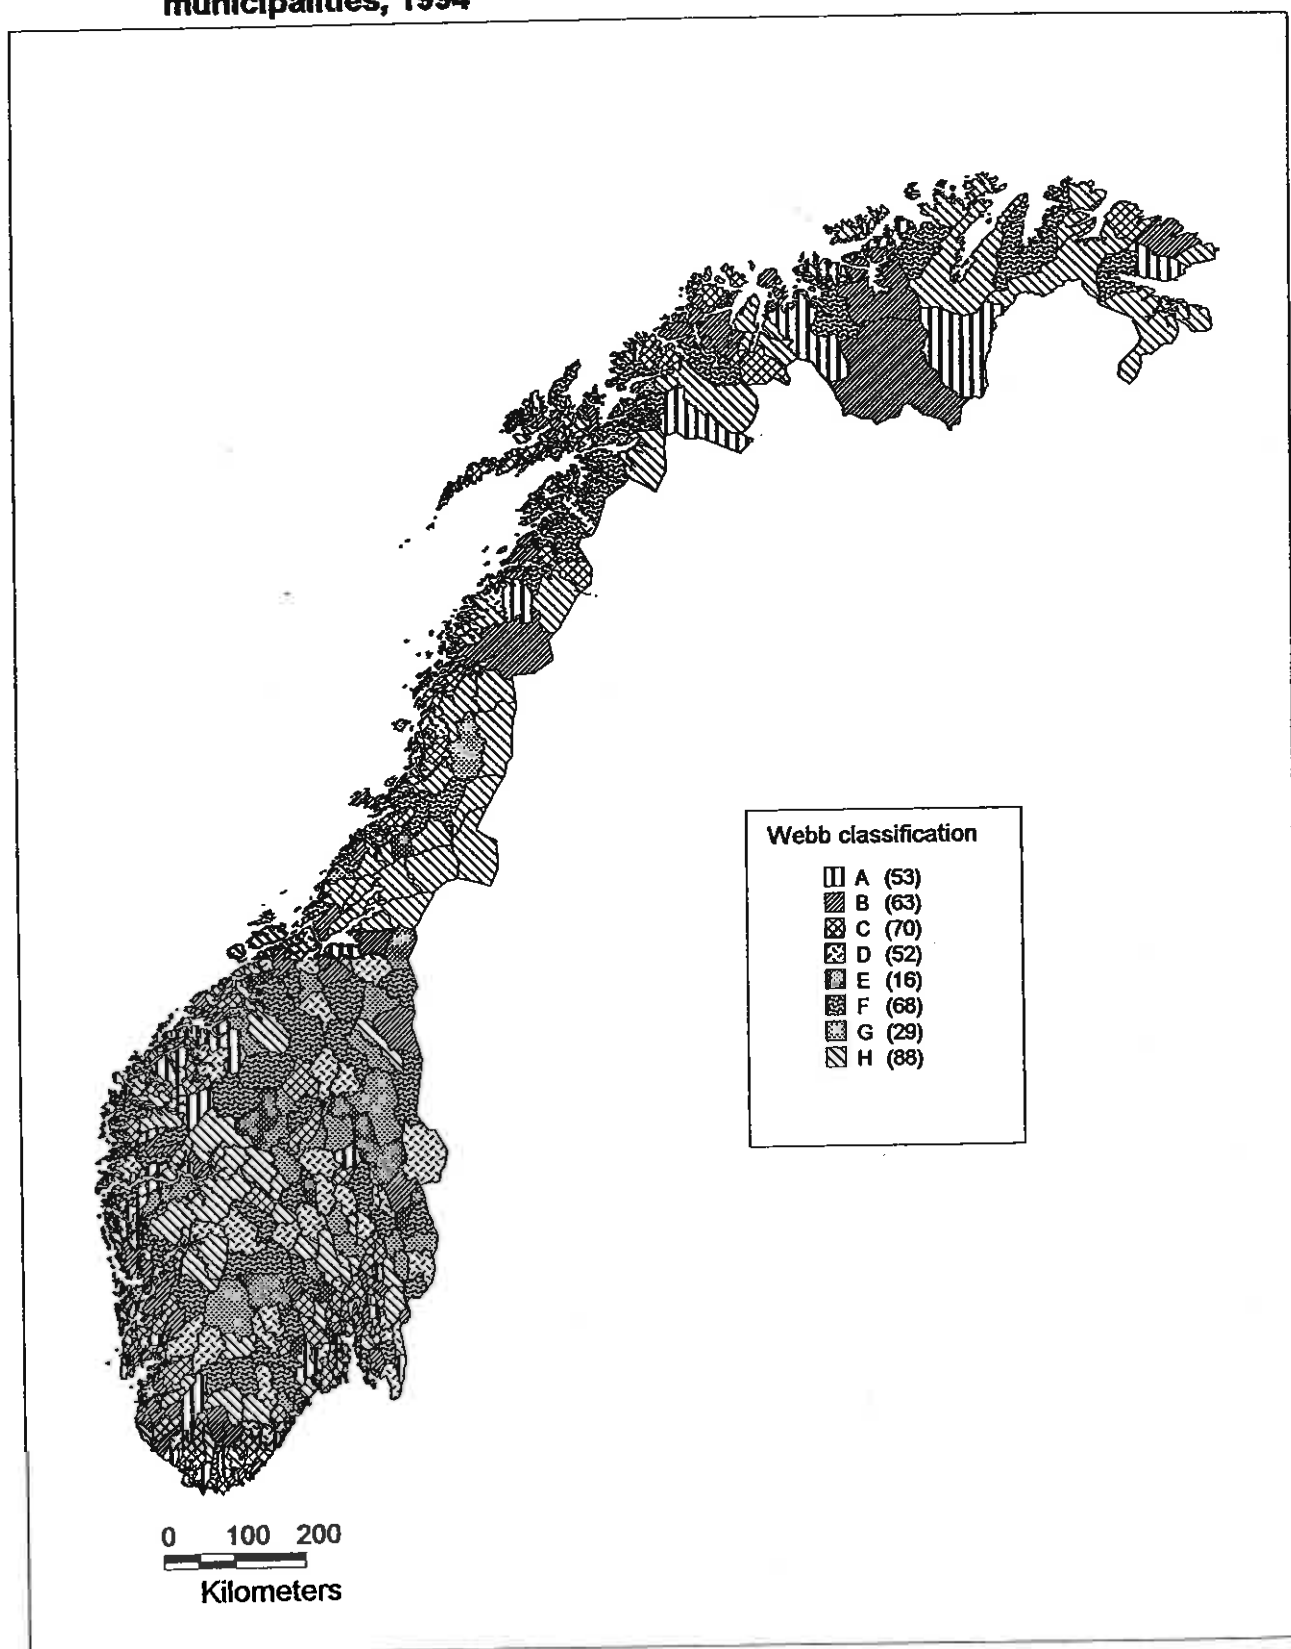 municipalities, 1994
Webb classification
A (53)
B (63)
C (70)
D (52)
E (16)
F (68)
G (29)
H (88)
0 100 200
Kilometers